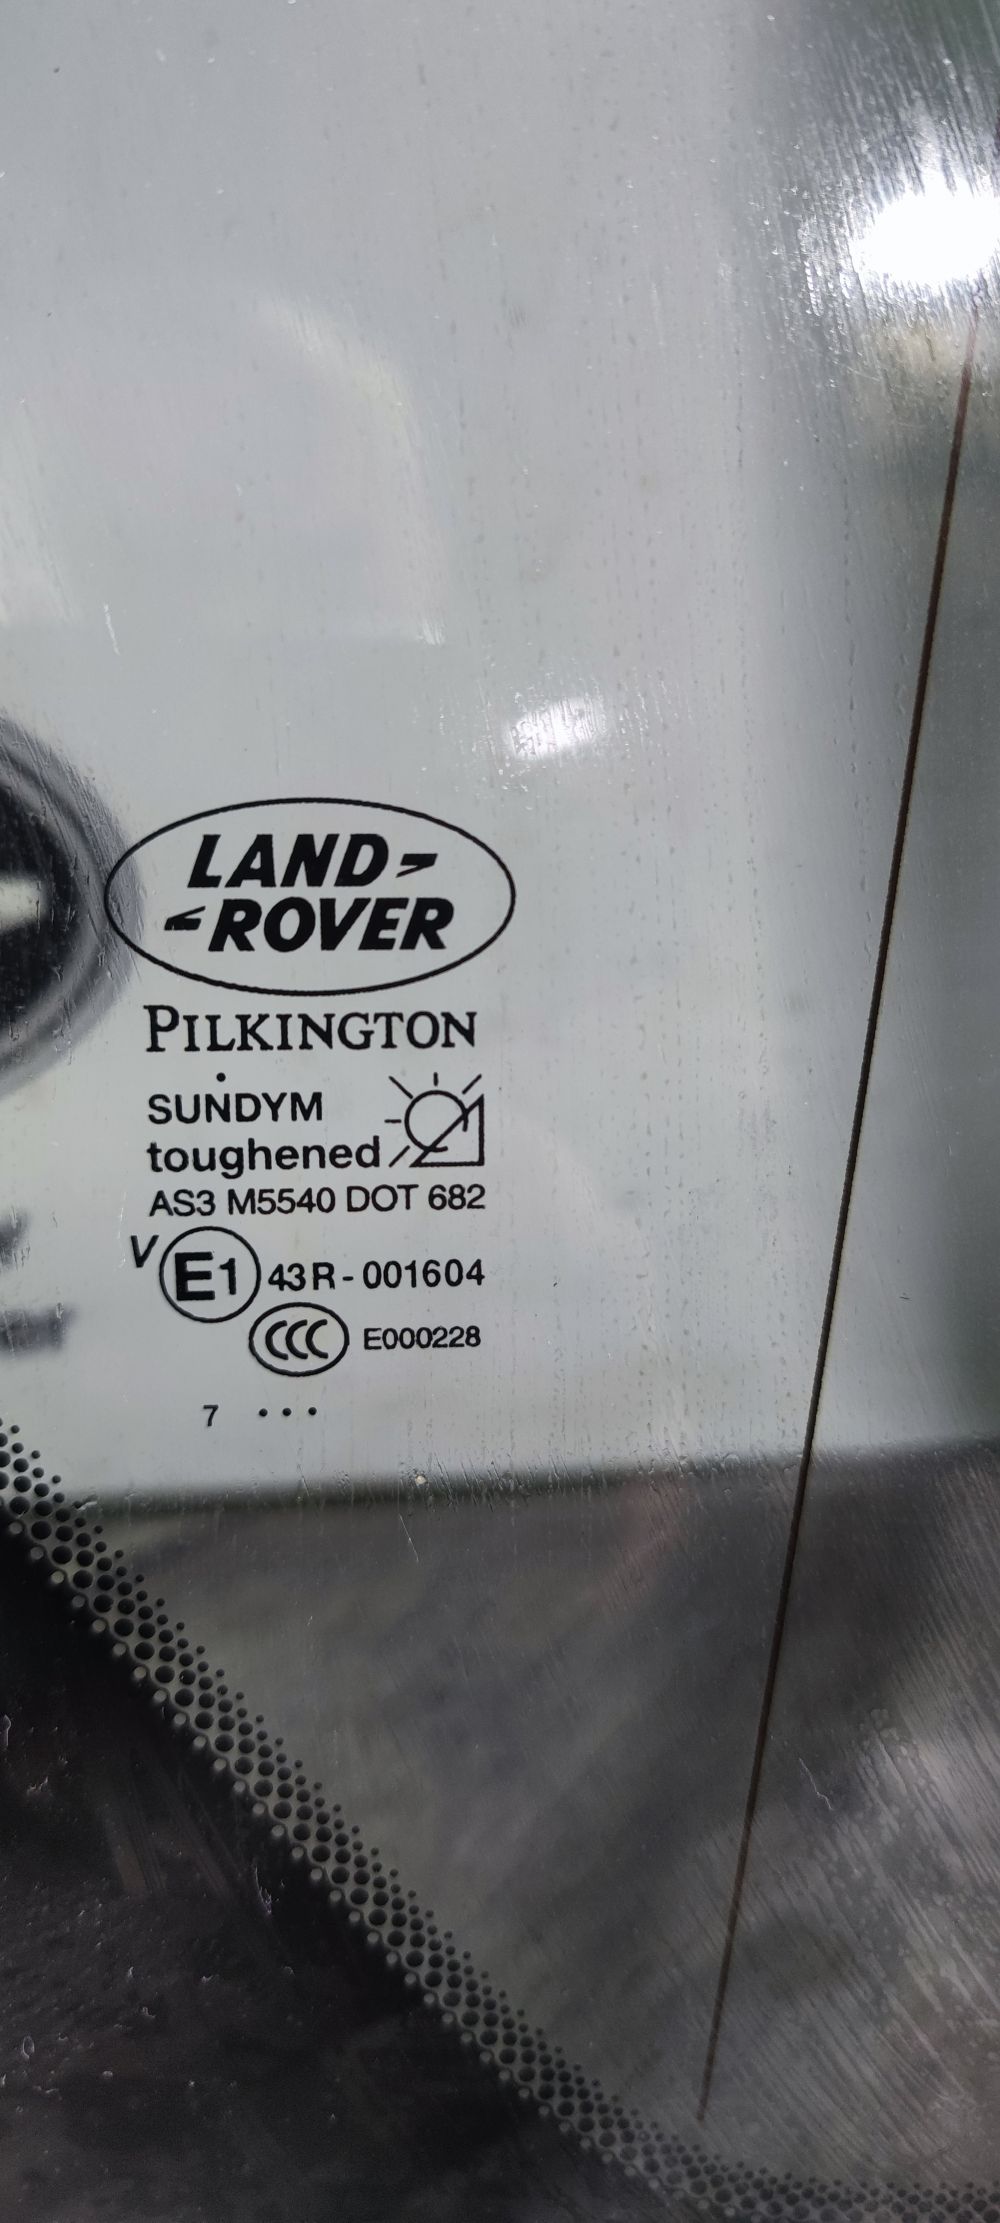 LAND
ROVER
PILKINGTON
SUNDYM
toughened
AS3 M5540 DOT 682
V E1 43R-001604
CCC E000228
7 ...